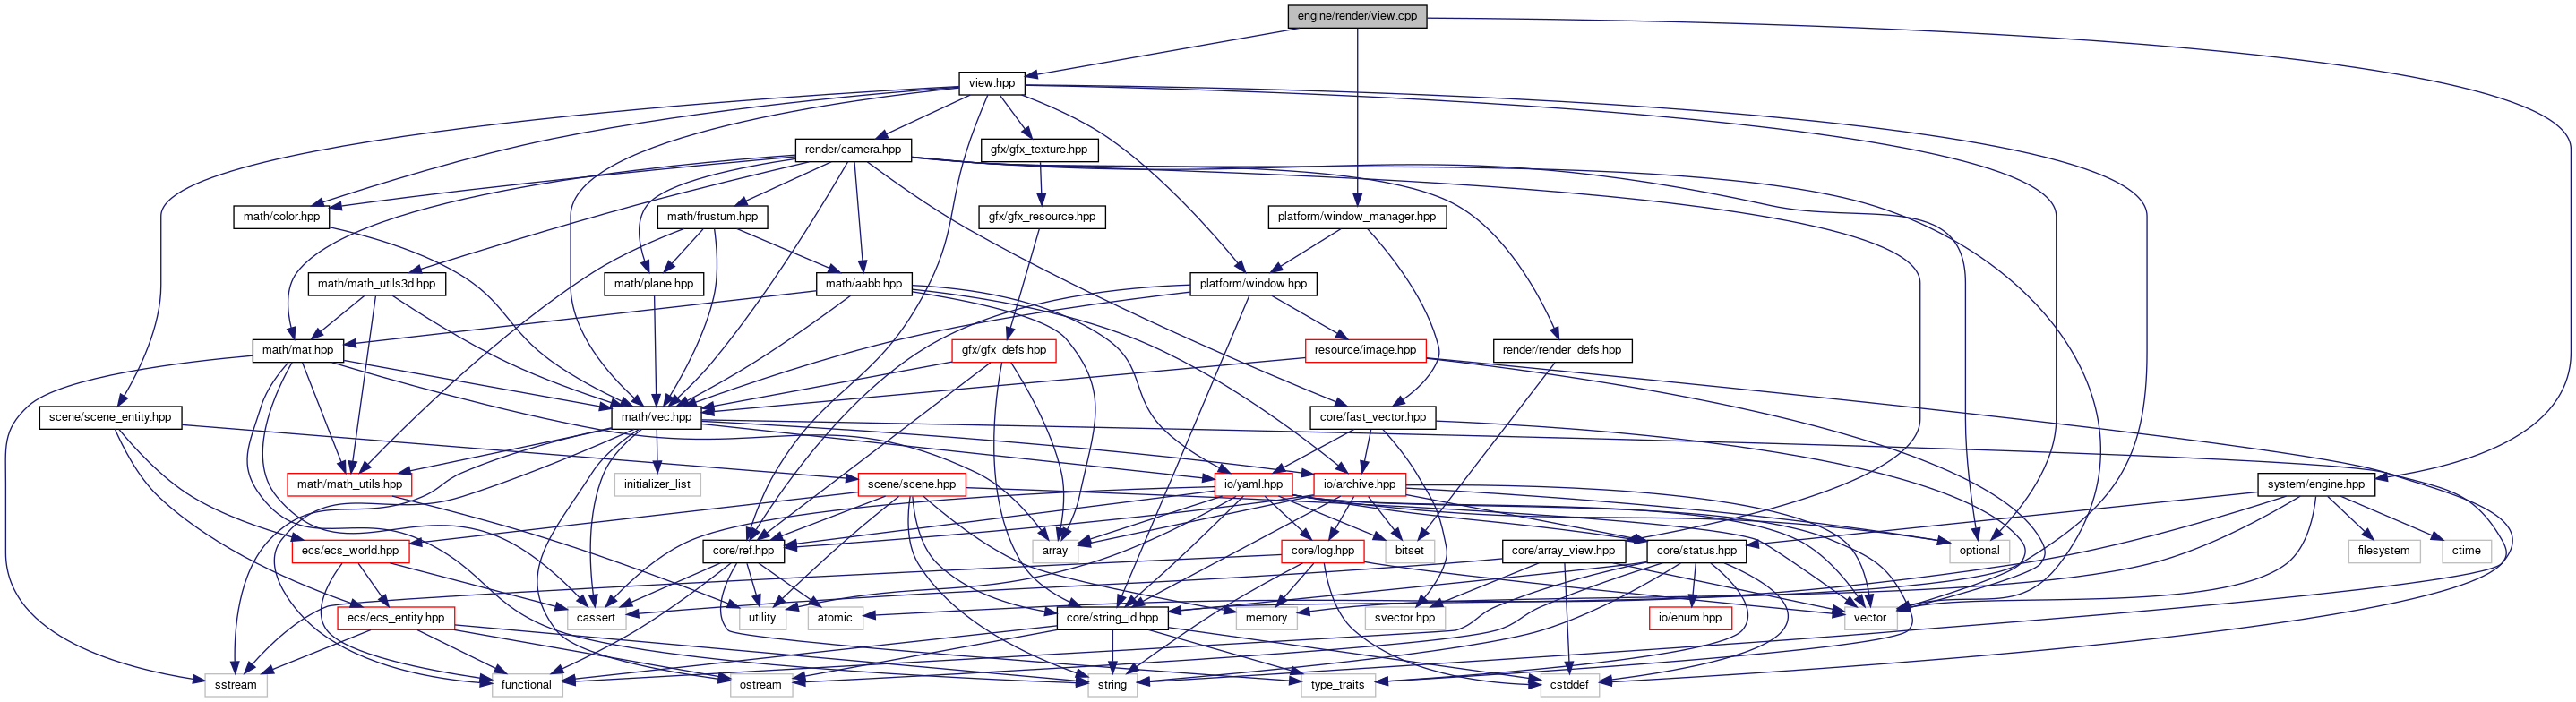 engine/render/view.cpp
view.hpp
render/camera.hpp
gfx/gfx_texture.hpp
math/color.hpp
math/frustum.hpp
gfx/gfx_resource.hpp
platform/window_manager.hpp
math/math_utils3d.hpp
math/plane.hpp
math/aabb.hpp
platform/window.hpp
math/mat.hpp
gfx/gfx_defs.hpp
resource/image.hpp
render/render_defs.hpp
scene/scene_entity.hpp
math/vec.hpp
core/fast_vector.hpp
math/math_utils.hpp
initializer_list
scene/scene.hpp
io/yaml.hpp
io/archive.hpp
system/engine.hpp
ecs/ecs_world.hpp
core/ref.hpp
array
core/log.hpp
bitset
core/array_view.hpp
core/status.hpp
optional
filesystem
ctime
ecs/ecs_entity.hpp
cassert
utility
atomic
core/string_id.hpp
memory
svector.hpp
io/enum.hpp
vector
sstream
functional
ostream
string
type_traits
cstddef